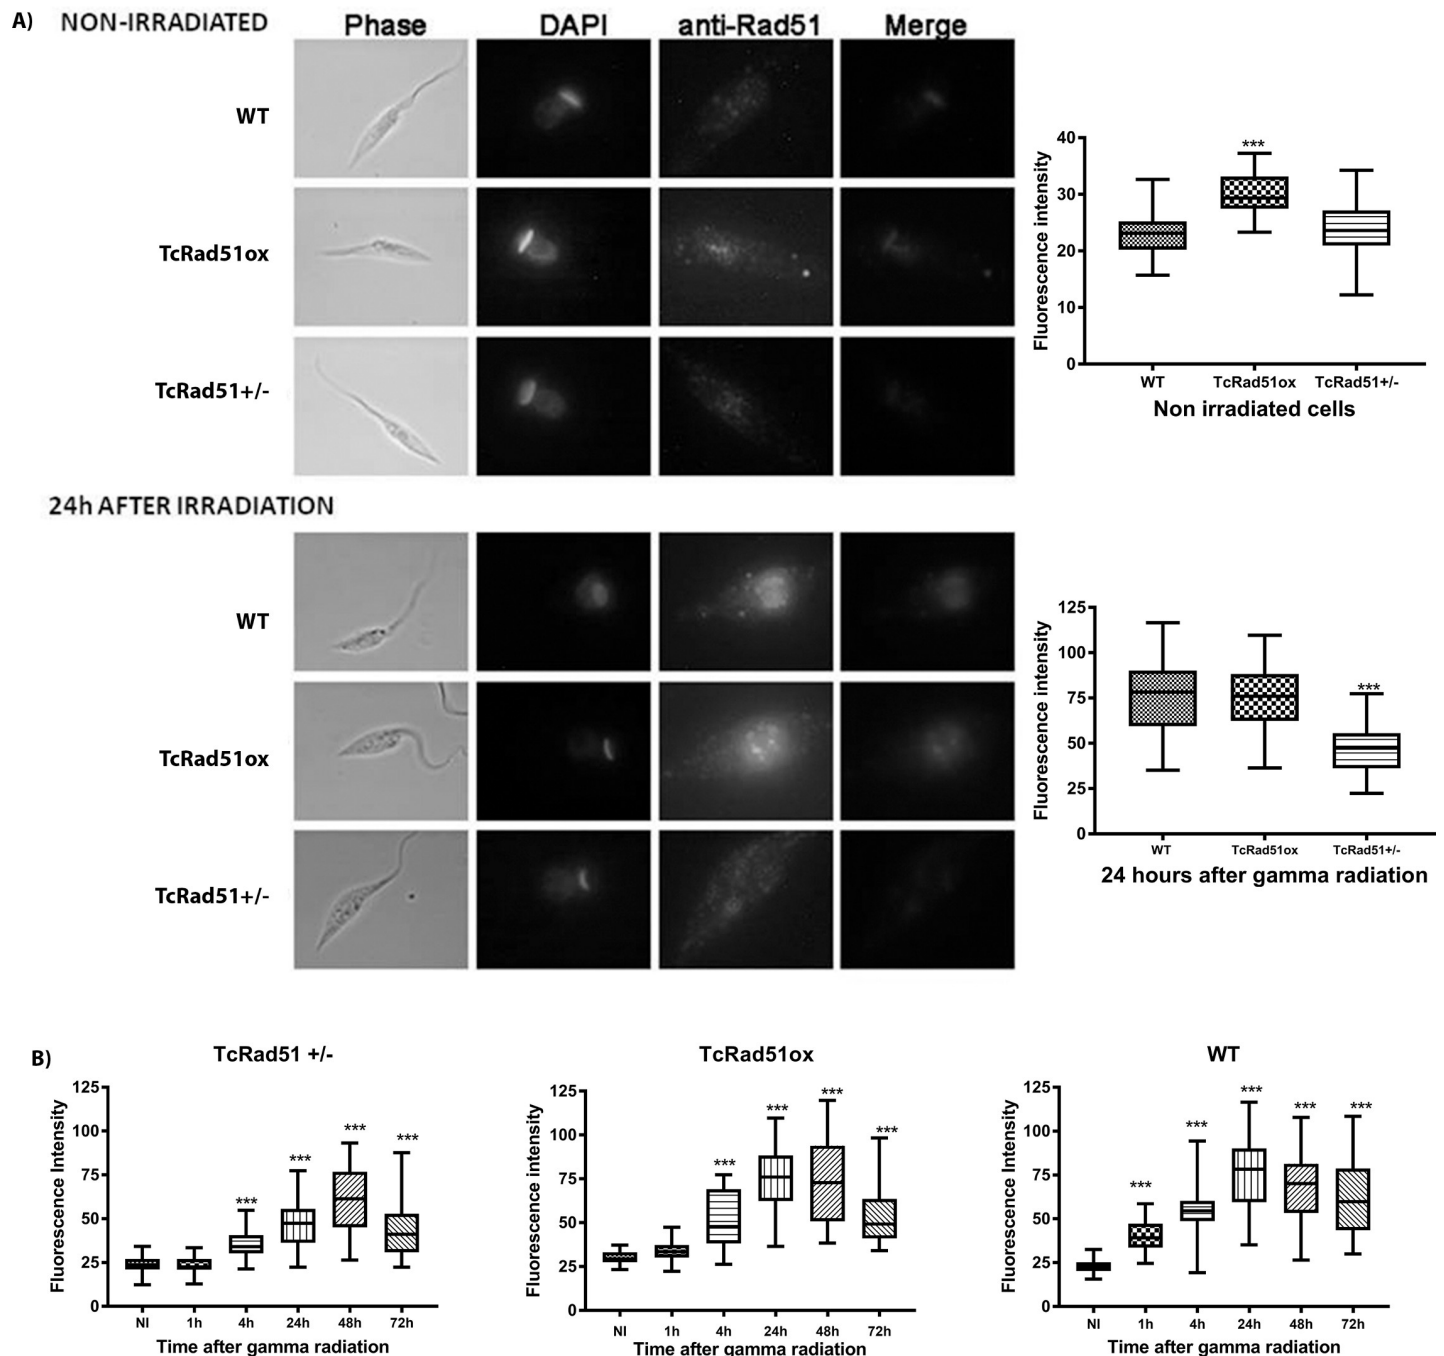 A)
NON-IRRADIATED
Phase
DAPI
anti-Rad51
Merge
WT
TcRad51ox
TcRad51+/-
40
30
20
10
0
Fluorescence intensity
***
WT
TcRad51ox
TcRad51+/-
Non irradiated cells
24h AFTER IRRADIATION
WT
TcRad51ox
TcRad51+/-
125
100
75
50
25
0
Fluorescence intensity
***
WT
TcRad51ox
TcRad51+/-
24 hours after gamma radiation
B)
TcRad51 +/-
125
100
75
50
25
0
Fluorescence Intensity
***
***
***
***
NI
1h
4h
24h
48h
72h
Time after gamma radiation
TcRad51ox
125
100
75
50
25
0
Fluorescence intensity
***
***
***
***
NI
1h
4h
24h
48h
72h
Time after gamma radiation
WT
125
100
75
50
25
0
Fluorescence Intensity
***
***
***
***
***
NI
1h
4h
24h
48h
72h
Time after gamma radiation